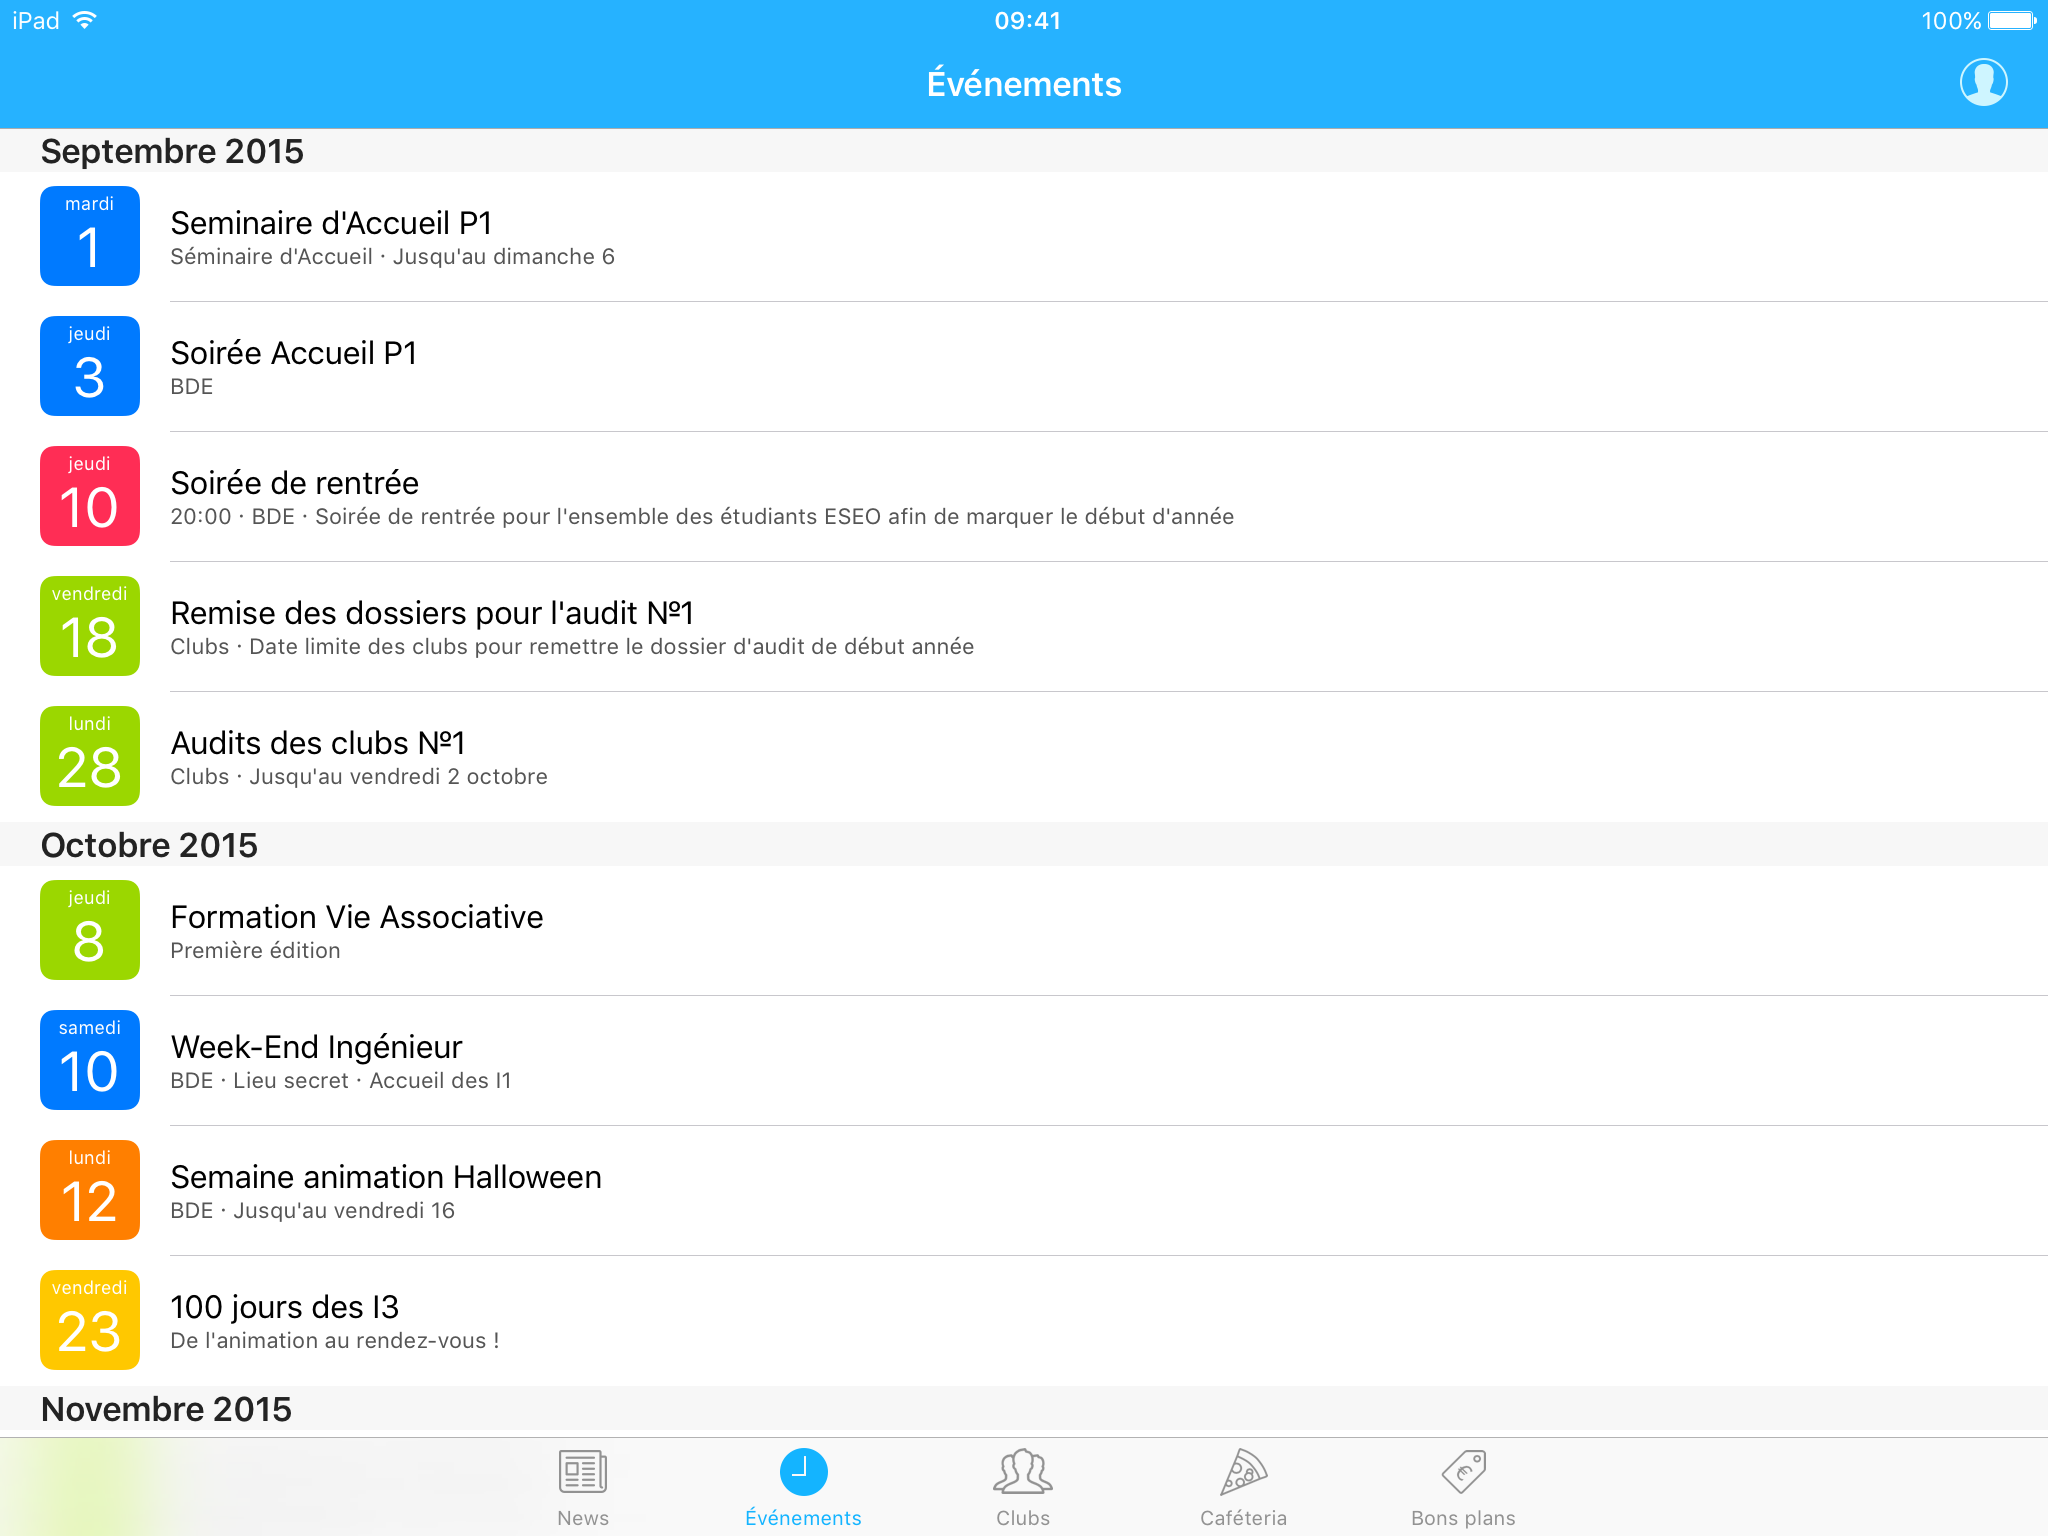 iPad 09:41 100%
Événements
Septembre 2015
mardi
1
Seminaire d'Accueil P1
Séminaire d'Accueil · Jusqu'au dimanche 6
jeudi
3
Soirée Accueil P1
BDE
jeudi
10
Soirée de rentrée
20:00 · BDE · Soirée de rentrée pour l'ensemble des étudiants ESEO afin de marquer le début d'année
vendredi
18
Remise des dossiers pour l'audit №1
Clubs · Date limite des clubs pour remettre le dossier d'audit de début année
lundi
28
Audits des clubs №1
Clubs · Jusqu'au vendredi 2 octobre
Octobre 2015
jeudi
8
Formation Vie Associative
Première édition
samedi
10
Week-End Ingénieur
BDE · Lieu secret · Accueil des I1
lundi
12
Semaine animation Halloween
BDE · Jusqu'au vendredi 16
vendredi
23
100 jours des I3
De l'animation au rendez-vous !
Novembre 2015
News Événements Clubs Cafétéria Bons plans